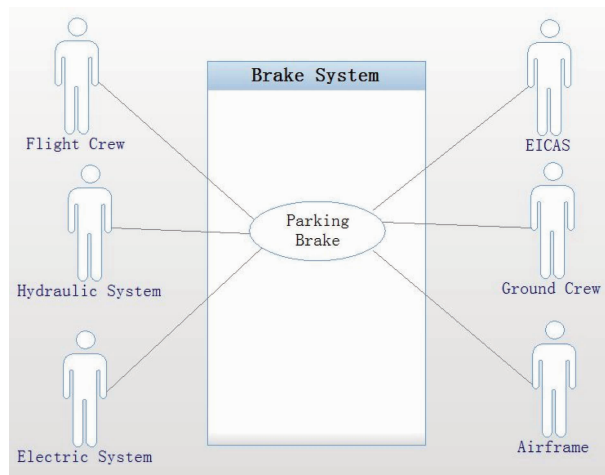 Brake System
Flight Crew
EICAS
Parking
Brake
Hydraulic System
Ground Crew
Electric System
Airframe